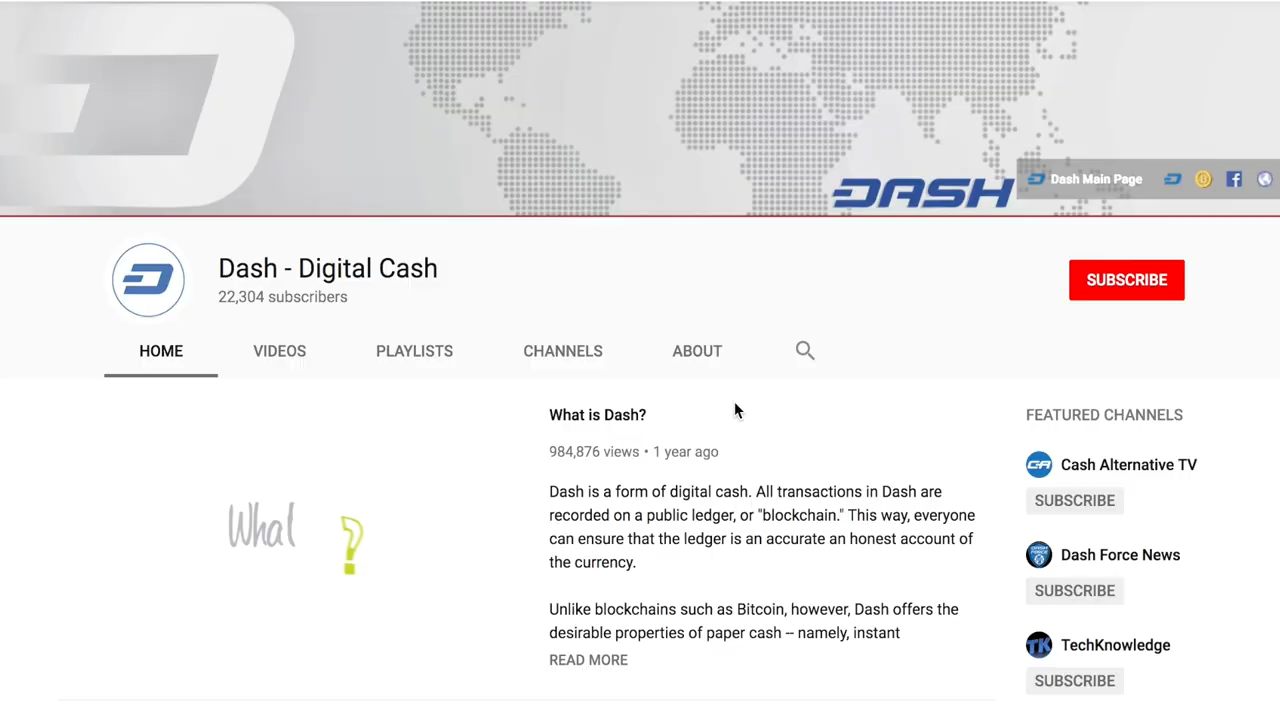 DASH
Dash Main Page
Dash - Digital Cash
22,304 subscribers
SUBSCRIBE
HOME
VIDEOS
PLAYLISTS
CHANNELS
ABOUT
What
?
What is Dash?
984,876 views • 1 year ago
Dash is a form of digital cash. All transactions in Dash are
recorded on a public ledger, or "blockchain." This way, everyone
can ensure that the ledger is an accurate an honest account of
the currency.
Unlike blockchains such as Bitcoin, however, Dash offers the
desirable properties of paper cash -- namely, instant
READ MORE
FEATURED CHANNELS
Cash Alternative TV
SUBSCRIBE
Dash Force News
SUBSCRIBE
TK
TechKnowledge
SUBSCRIBE